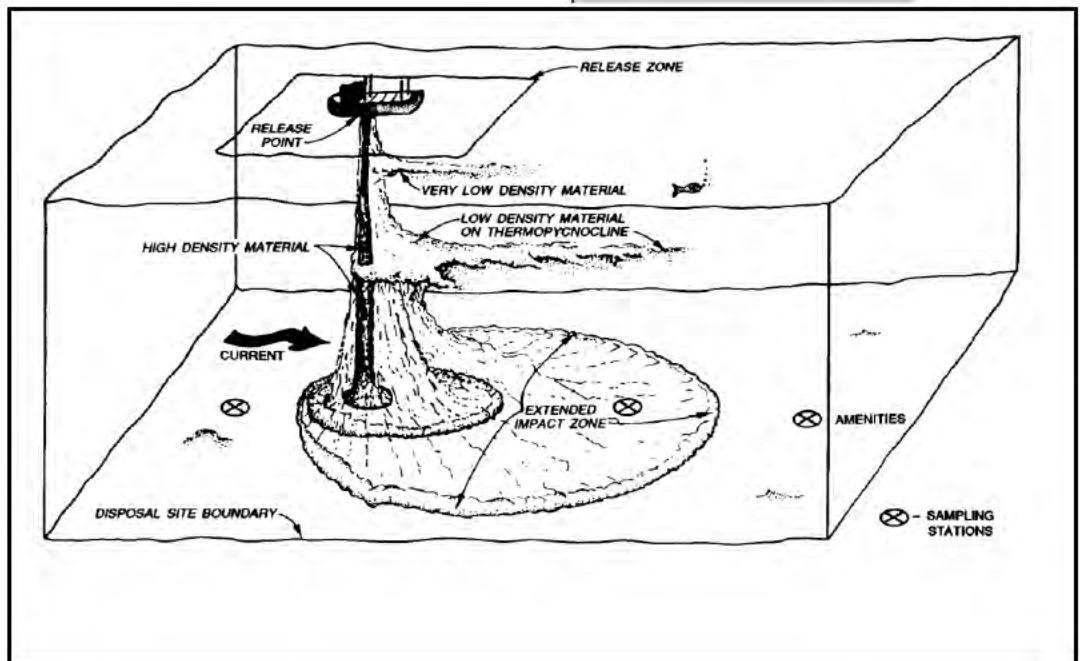 RELEASE ZONE
RELEASE
POINT
VERY LOW DENSITY MATERIAL
LOW DENSITY MATERIAL
ON THERMOPYCNOCLINE
HIGH DENSITY MATERIAL
CURRENT
EXTENDED
IMPACT ZONE
AMENITIES
DISPOSAL SITE BOUNDARY
- SAMPLING
STATIONS